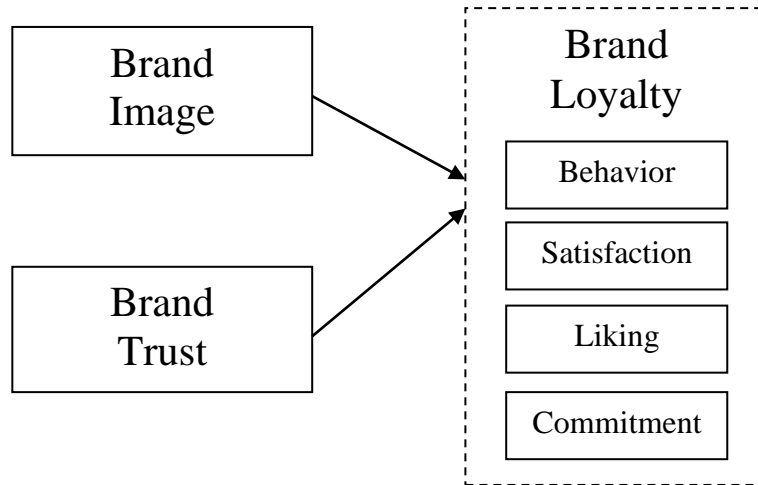 Brand
Image
Brand
Trust
Brand
Loyalty
Behavior
Satisfaction
Liking
Commitment